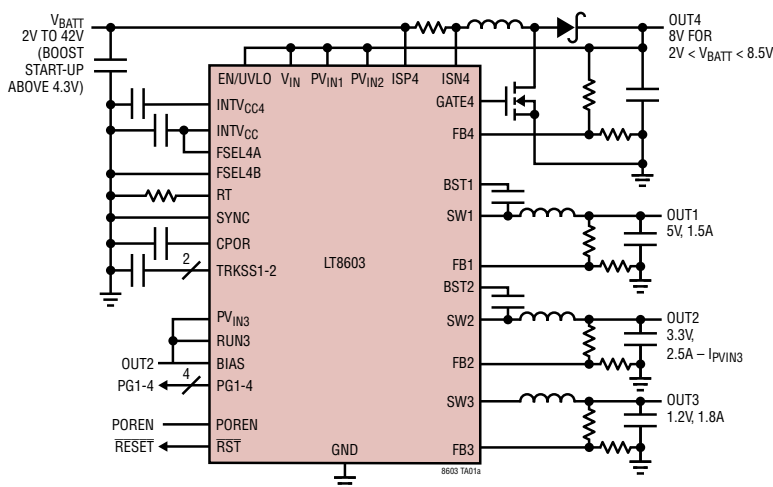 VBATT
2V TO 42V
(BOOST
START-UP
ABOVE 4.3V)
OUT4
8V FOR
2V < VBATT < 8.5V
EN/UVLO VIN PVIN1 PVIN2 ISP4 ISN4
INTVCC4
INTVCC
FSEL4A
FSEL4B
RT
SYNC
CPOR
2
TRKSS1-2
PVIN3
RUN3
OUT2
BIAS
4
PG1-4
PG1-4
POREN
POREN
RESET
RST
LT8603
GND
GATE4
FB4
BST1
SW1
FB1
BST2
SW2
FB2
SW3
FB3
OUT1
5V, 1.5A
OUT2
3.3V,
2.5A – IPVIN3
OUT3
1.2V, 1.8A
8603 TA01a